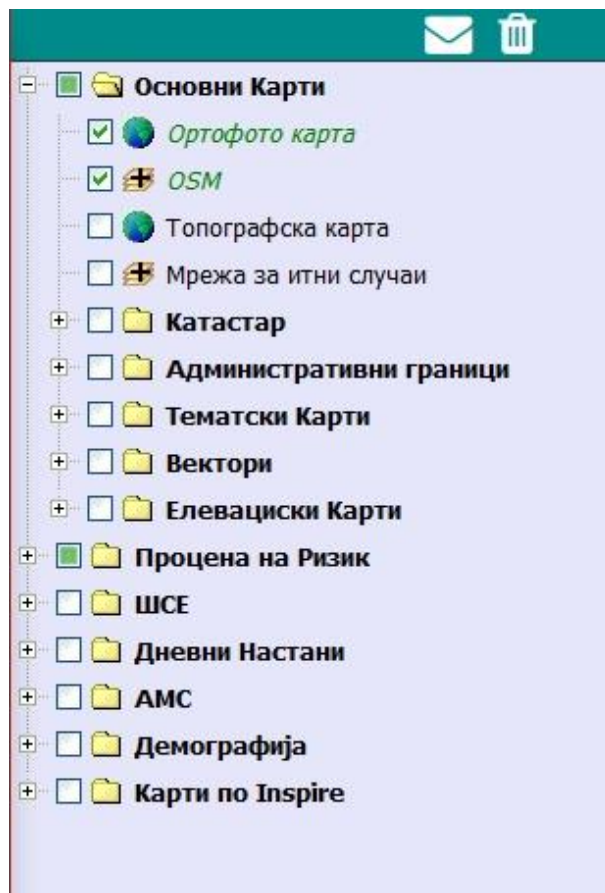 Основни Карти
Ортофото карта
OSM
Топографска карта
Мрежа за итни случаи
Катастар
Административни граници
Тематски Карти
Вектори
Елевациски Карти
Процена на Ризик
ШСЕ
Дневни Настани
АМС
Демографија
Карти по Inspire